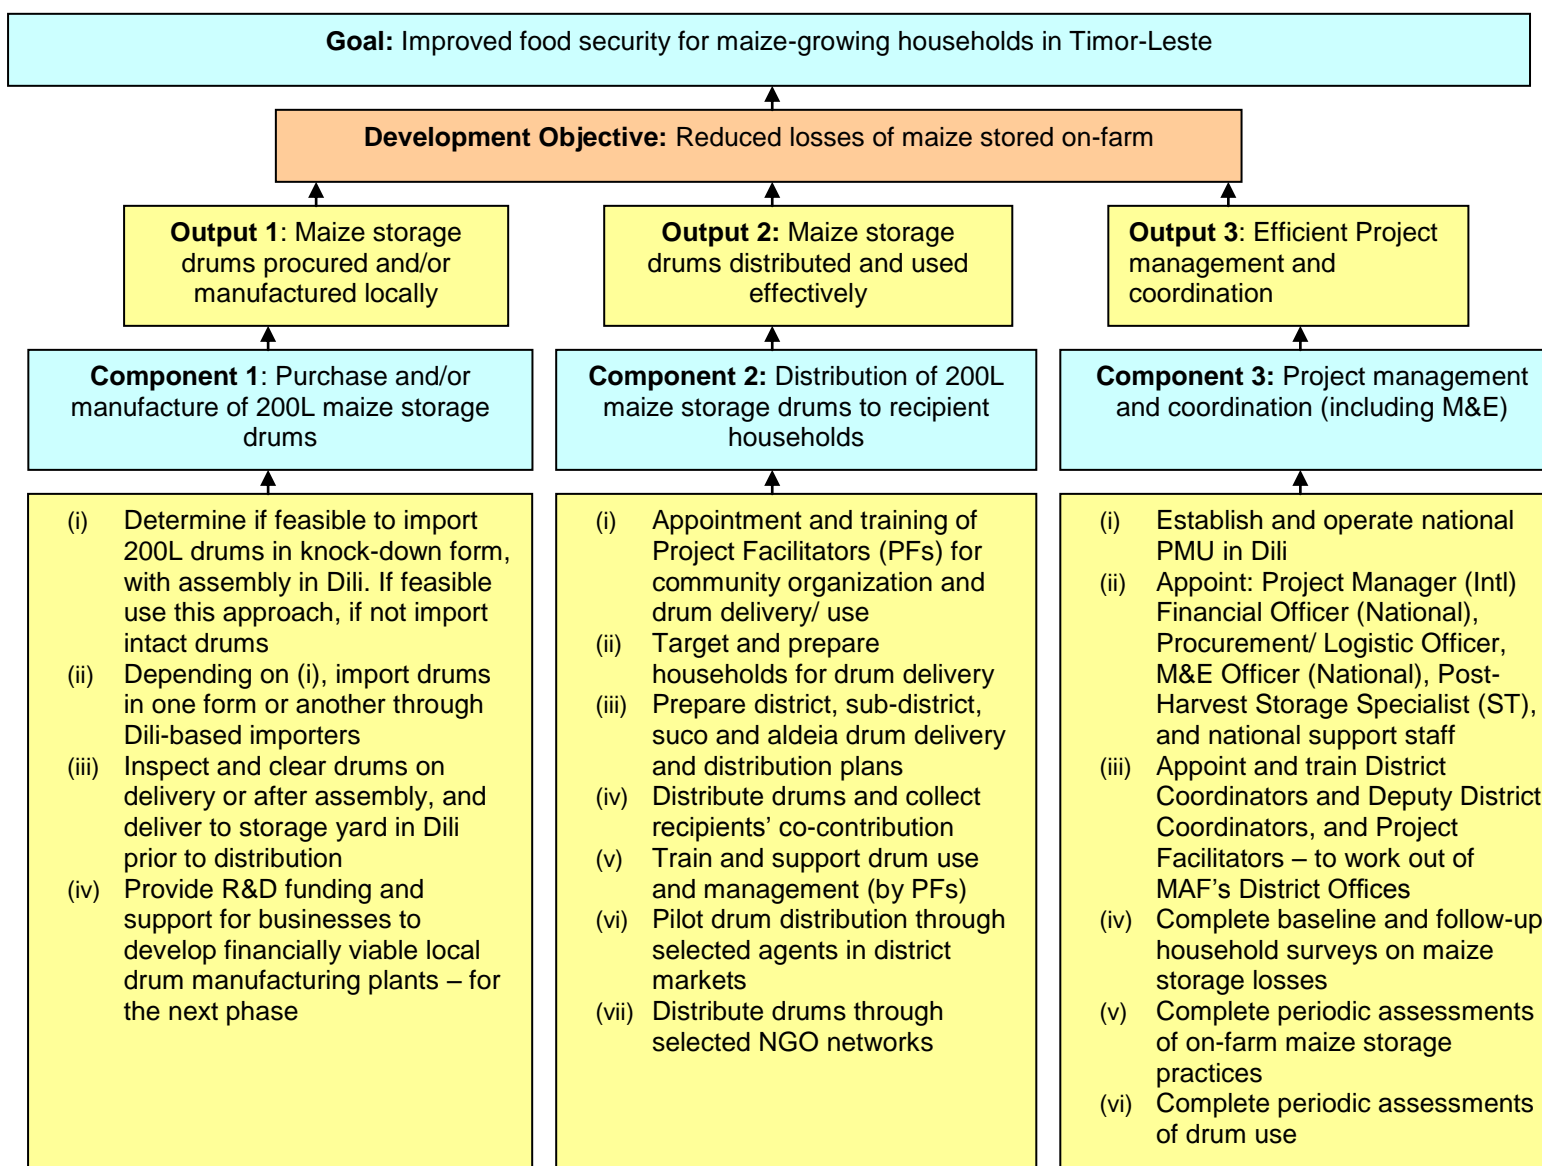 Goal: Improved food security for maize-growing households in Timor-Leste
Development Objective: Reduced losses of maize stored on-farm
Output 1: Maize storage
drums procured and/or
manufactured locally
Output 2: Maize storage
drums distributed and used
effectively
Output 3: Efficient Project
management and
coordination
Component 1: Purchase and/or
manufacture of 200L maize storage
drums
Component 2: Distribution of 200L
maize storage drums to recipient
households
Component 3: Project management
and coordination (including M&E)
(i) Determine if feasible to import
200L drums in knock-down form,
with assembly in Dili. If feasible
use this approach, if not import
intact drums
(ii) Depending on (i), import drums
in one form or another through
Dili-based importers
(iii) Inspect and clear drums on
delivery or after assembly, and
deliver to storage yard in Dili
prior to distribution
(iv) Provide R&D funding and
support for businesses to
develop financially viable local
drum manufacturing plants – for
the next phase
(i) Appointment and training of
Project Facilitators (PFs) for
community organization and
drum delivery/ use
(ii) Target and prepare
households for drum delivery
(iii) Prepare district, sub-district,
suco and aldeia drum delivery
and distribution plans
(iv) Distribute drums and collect
recipients' co-contribution
(v) Train and support drum use
and management (by PFs)
(vi) Pilot drum distribution through
selected agents in district
markets
(vii) Distribute drums through
selected NGO networks
(i) Establish and operate national
PMU in Dili
(ii) Appoint: Project Manager (Intl)
Financial Officer (National),
Procurement/ Logistic Officer,
M&E Officer (National), Post-
Harvest Storage Specialist (ST),
and national support staff
(iii) Appoint and train District
Coordinators and Deputy District
Coordinators, and Project
Facilitators – to work out of
MAF's District Offices
(iv) Complete baseline and follow-up
household surveys on maize
storage losses
(v) Complete periodic assessments
of on-farm maize storage
practices
(vi) Complete periodic assessments
of drum use